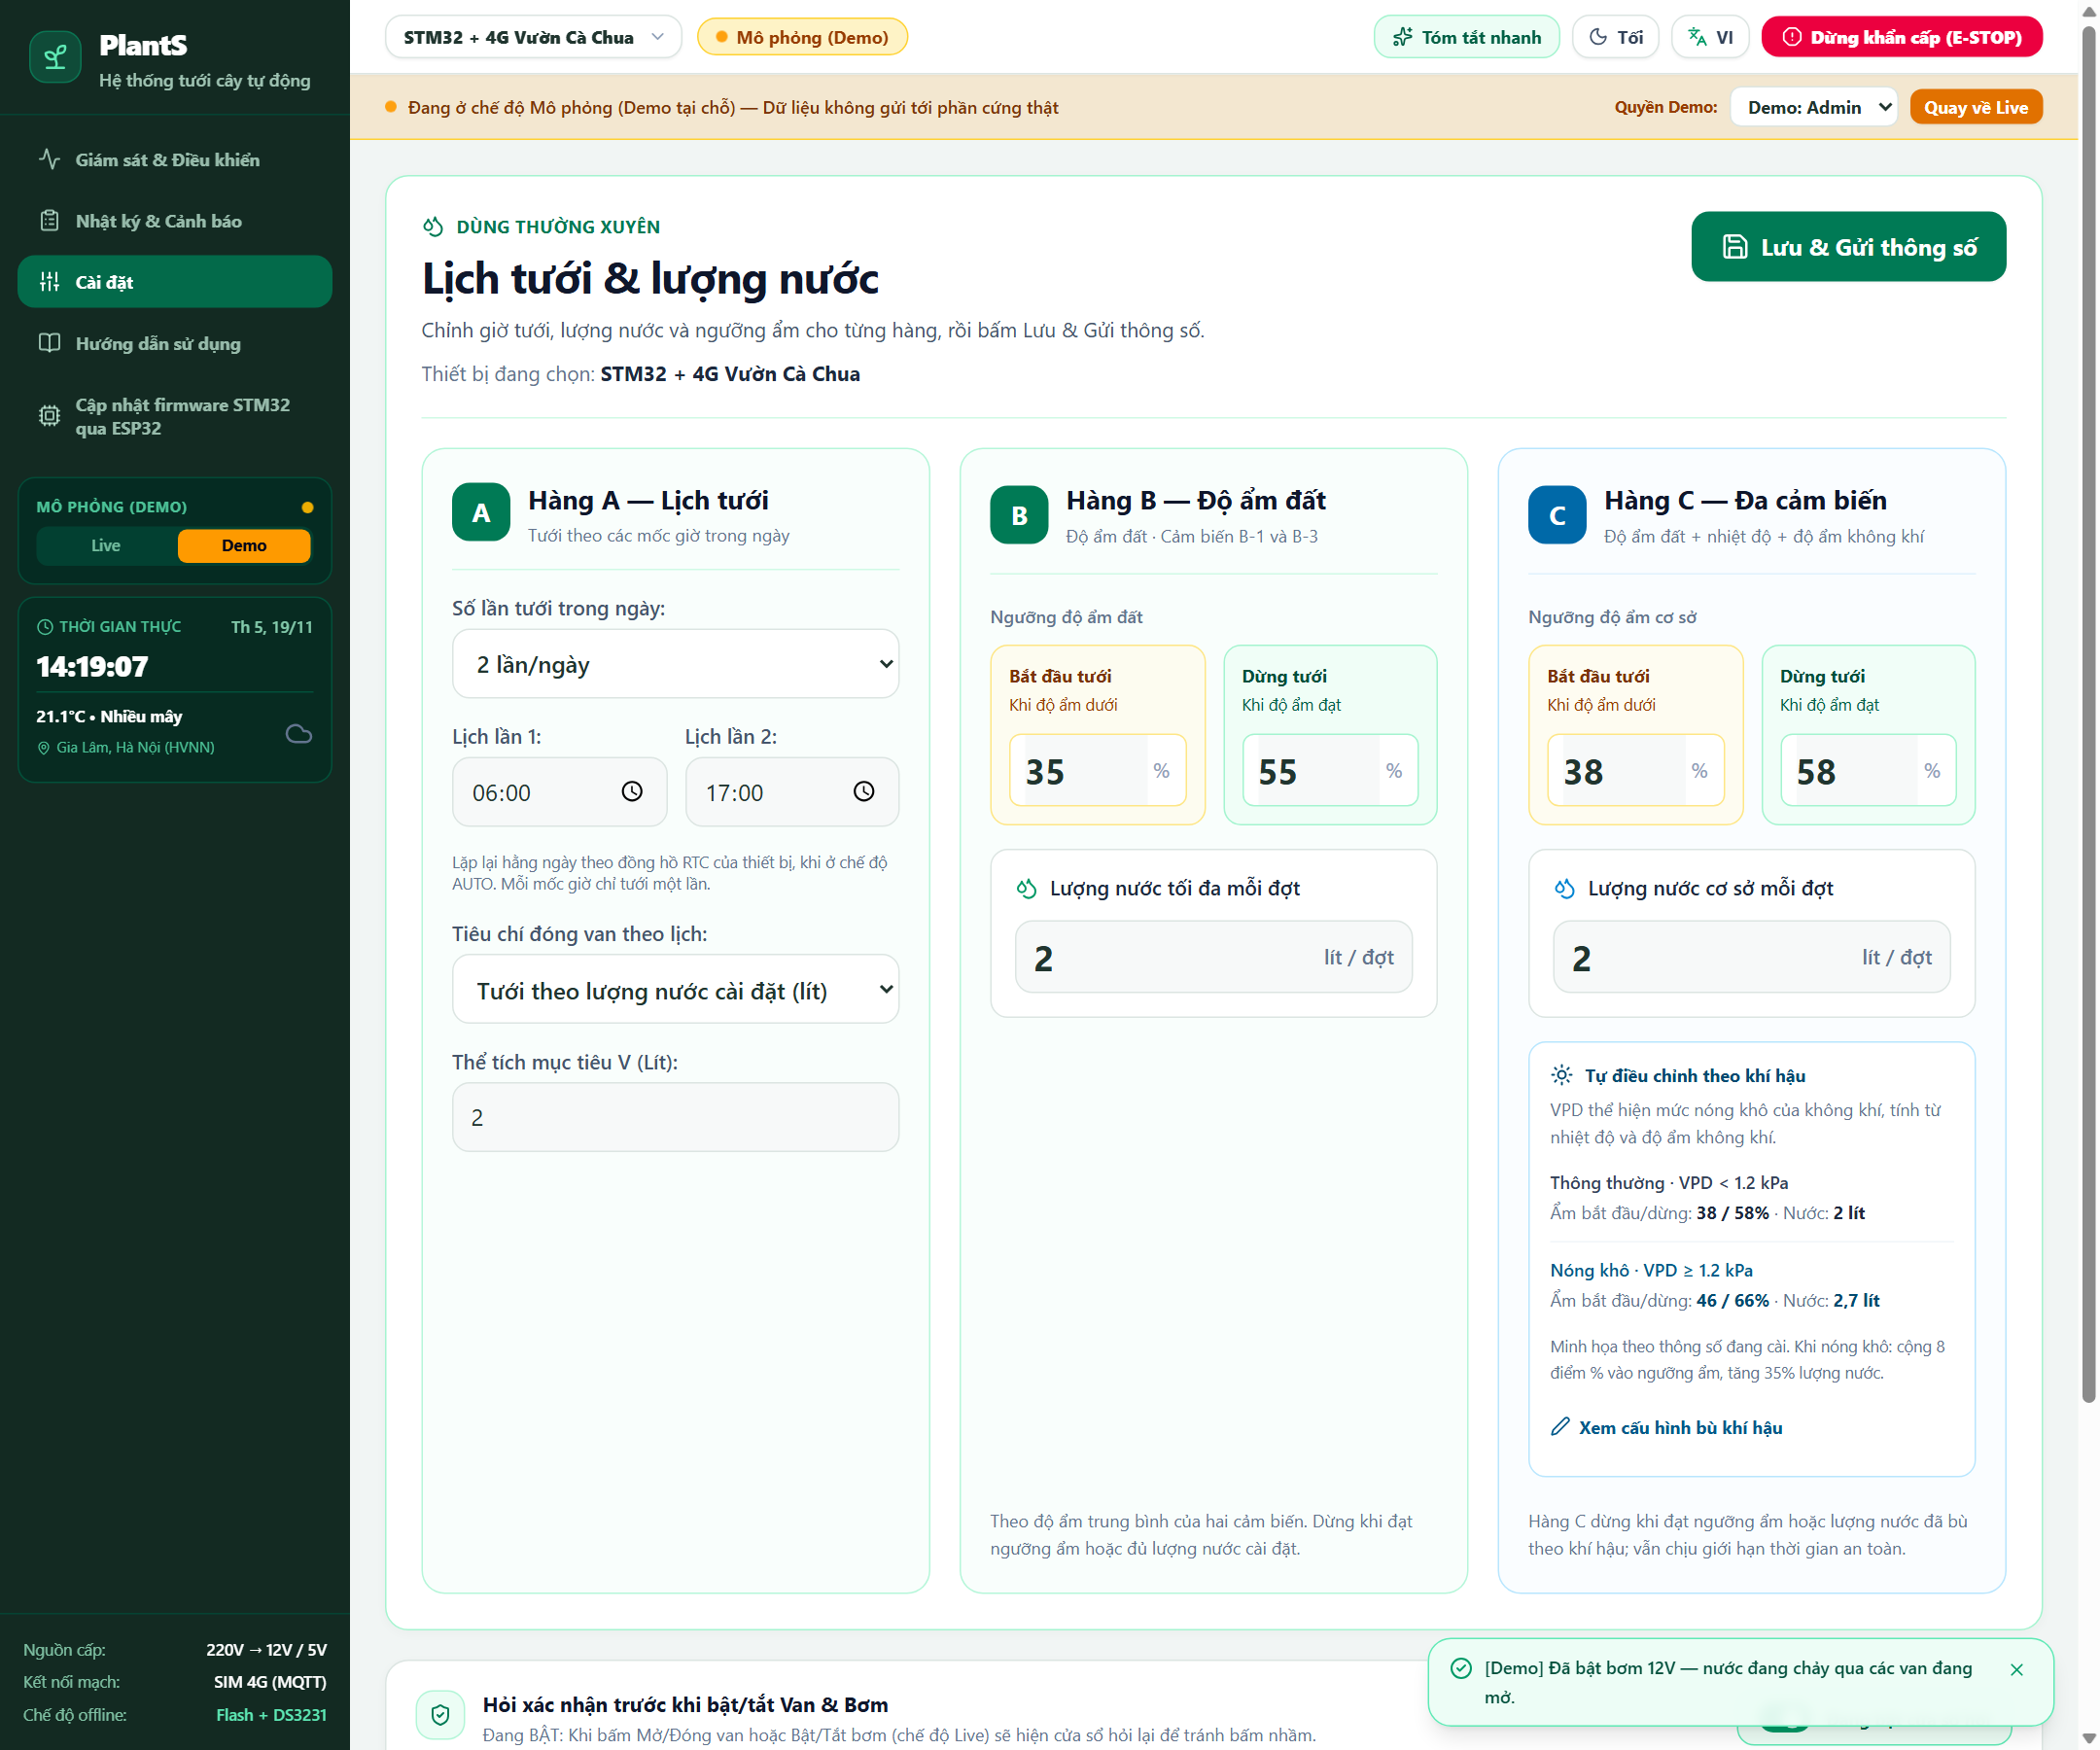 PlantS
Hệ thống tưới cây tự động
Giám sát & Điều khiển
Nhật ký & Cảnh báo
Cài đặt
Hướng dẫn sử dụng
Cập nhật firmware STM32
qua ESP32
MÔ PHỎNG (DEMO)
Live
Demo
THỜI GIAN THỰC
Th 5, 19/11
14:19:07
21.1°C • Nhiều mây
Gia Lâm, Hà Nội (HVNN)
Nguồn cấp:
220V → 12V / 5V
Kết nối mạch:
SIM 4G (MQTT)
Chế độ offline:
Flash + DS3231
STM32 + 4G Vườn Cà Chua
Mô phỏng (Demo)
Tóm tắt nhanh
Tối
VI
Dừng khẩn cấp (E-STOP)
Đang ở chế độ Mô phỏng (Demo tại chỗ) — Dữ liệu không gửi tới phần cứng thật
Quyền Demo:
Demo: Admin
Quay về Live
DÙNG THƯỜNG XUYÊN
Lịch tưới & lượng nước
Chỉnh giờ tưới, lượng nước và ngưỡng ẩm cho từng hàng, rồi bấm Lưu & Gửi thông số.
Thiết bị đang chọn: STM32 + 4G Vườn Cà Chua
Lưu & Gửi thông số
A
Hàng A — Lịch tưới
Tưới theo các mốc giờ trong ngày
Số lần tưới trong ngày:
2 lần/ngày
Lịch lần 1:
Lịch lần 2:
06:00
17:00
Lặp lại hằng ngày theo đồng hồ RTC của thiết bị, khi ở chế độ
AUTO. Mỗi mốc giờ chỉ tưới một lần.
Tiêu chí đóng van theo lịch:
Tưới theo lượng nước cài đặt (lít)
Thể tích mục tiêu V (Lít):
2
B
Hàng B — Độ ẩm đất
Độ ẩm đất · Cảm biến B-1 và B-3
Ngưỡng độ ẩm đất
Bắt đầu tưới
Khi độ ẩm dưới
35 %
Dừng tưới
Khi độ ẩm đạt
55 %
Lượng nước tối đa mỗi đợt
2 lít / đợt
Theo độ ẩm trung bình của hai cảm biến. Dừng khi đạt
ngưỡng ẩm hoặc đủ lượng nước cài đặt.
C
Hàng C — Đa cảm biến
Độ ẩm đất + nhiệt độ + độ ẩm không khí
Ngưỡng độ ẩm cơ sở
Bắt đầu tưới
Khi độ ẩm dưới
38 %
Dừng tưới
Khi độ ẩm đạt
58 %
Lượng nước cơ sở mỗi đợt
2 lít / đợt
Tự điều chỉnh theo khí hậu
VPD thể hiện mức nóng khô của không khí, tính từ
nhiệt độ và độ ẩm không khí.
Thông thường · VPD < 1.2 kPa
Ẩm bắt đầu/dừng: 38 / 58% · Nước: 2 lít
Nóng khô · VPD ≥ 1.2 kPa
Ẩm bắt đầu/dừng: 46 / 66% · Nước: 2,7 lít
Minh họa theo thông số đang cài. Khi nóng khô: cộng 8
điểm % vào ngưỡng ẩm, tăng 35% lượng nước.
Xem cấu hình bù khí hậu
Hàng C dừng khi đạt ngưỡng ẩm hoặc lượng nước đã bù
theo khí hậu; vẫn chịu giới hạn thời gian an toàn.
Hỏi xác nhận trước khi bật/tắt Van & Bơm
Đang BẬT: Khi bấm Mở/Đóng van hoặc Bật/Tắt bơm (chế độ Live) sẽ hiện cửa sổ hỏi lại để tránh bấm nhầm.
[Demo] Đã bật bơm 12V — nước đang chảy qua các van đang
mở.